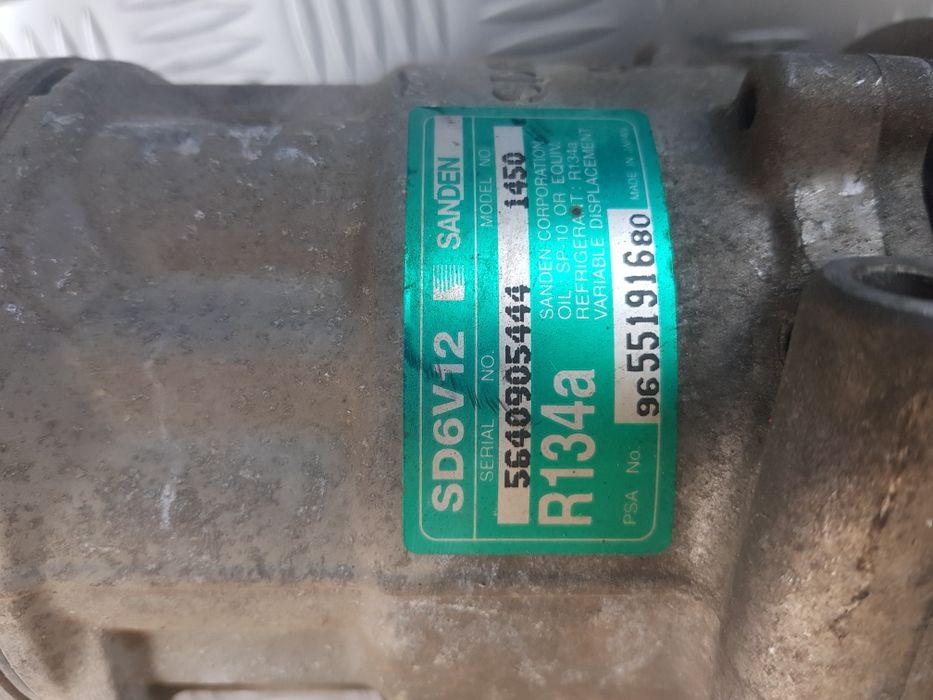 SD6V12 SANDEN
SERIAL NO. MODEL NO.
5640905444 1450
R134a
SANDEN CORPORATION
OIL SP-10 OR EQUIV.
REFRIGERANT : R134a
VARIABLE DISPLACEMENT
PSA No. 9655191680 MADE IN JAPAN